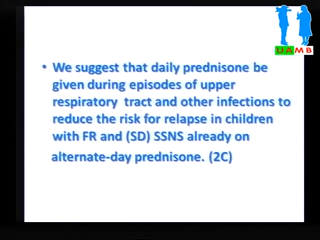 UAMB
• We suggest that daily prednisone be
given during episodes of upper
respiratory tract and other infections to
reduce the risk for relapse in children
with FR and (SD) SSNS already on
alternate-day prednisone. (2C)